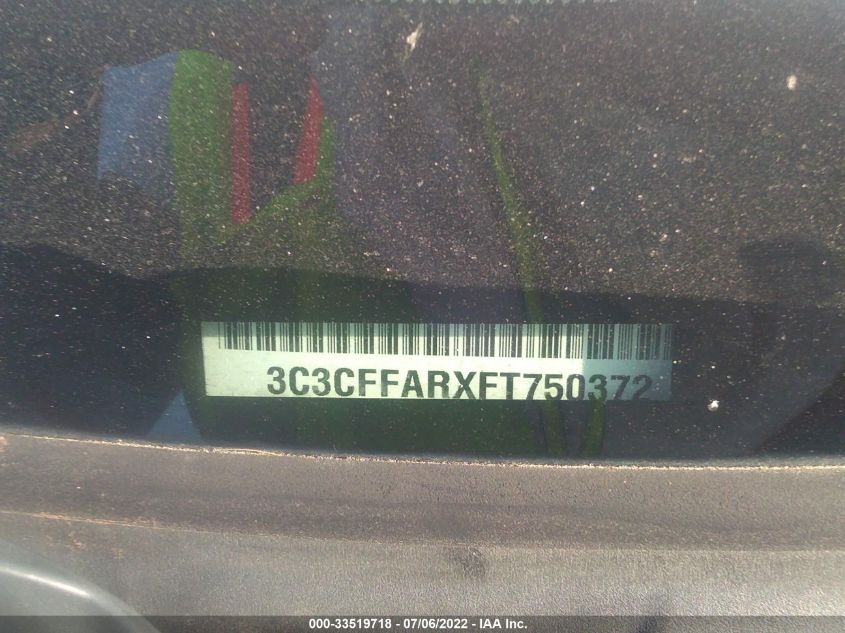 3C3CFFARXFT750372
000-33519718 - 07/06/2022 - IAA Inc.